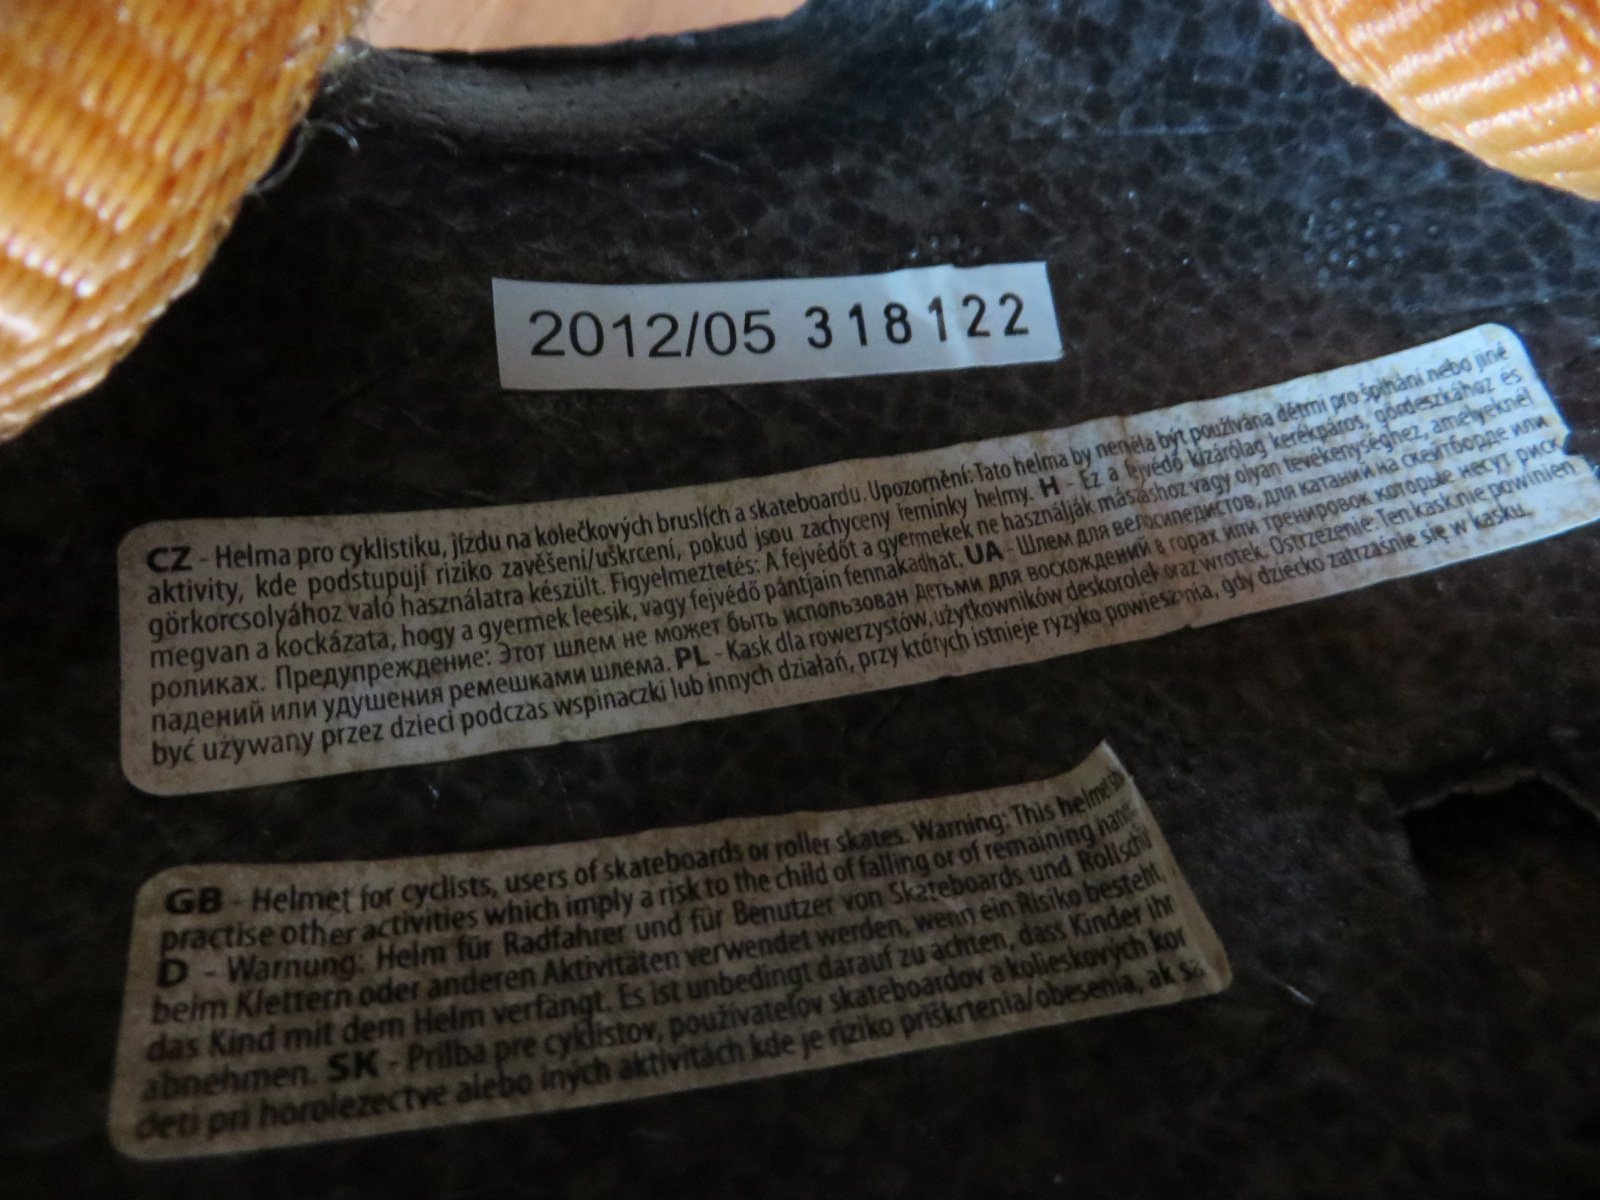 2012/05 318122
CZ - Helma pro cyklistiku, jízdu na kolečkových bruslích a skateboardu. Upozornění: Tato helma by neměla být používána dětmi pro šplhání nebo jiné
aktivity, kde podstupují riziko zavěšení/uškrcení, pokud jsou zachyceny řemínky helmy. H - Ez a fejvédő kizárólag kerékpáros, gördeszkához és
görkorcsolyához való használatra készült. Figyelmeztetés: A fejvédőt a gyermekek ne használják mászáshoz vagy olyan tevékenységhez, amelyeknél
megvan a kockázata, hogy a gyermek leesik, vagy fejvédő pántjain fennakadhat. UA - Шлем для велосипедистов, для катаний на скейтборде или
роликах. Предупреждение: Этот шлем не может быть использован детьми для восхождений в горах или тренировок которые несут риск
падений или удушения ремешками шлема. PL - Kask dla rowerzystów, użytkowników deskorolek oraz wrotek. Ostrzeżenie: Ten kask nie powinien
być używany przez dzieci podczas wspinaczki lub innych działań, przy których istnieje ryzyko powieszenia, gdy dziecko zatrzaśnie się w kasku.
GB - Helmet for cyclists, users of skateboards or roller skates. Warning: This helmet
practise other activities which imply a risk to the child of falling or of remaining
D - Warnung: Helm für Radfahrer und für Benutzer von Skateboards und
beim Klettern oder anderen Aktivitäten verwendet werden, wenn ein Risiko besteht,
das Kind mit dem Helm verfängt. Es ist unbedingt darauf zu achten, dass Kinder ihr
abnehmen. SK - Prilba pre cyklistov, používateľov skateboardov a kolieskových kor
deti pri horolezectve alebo iných aktivitách kde je riziko priškrtenia/obesenia, ak sa